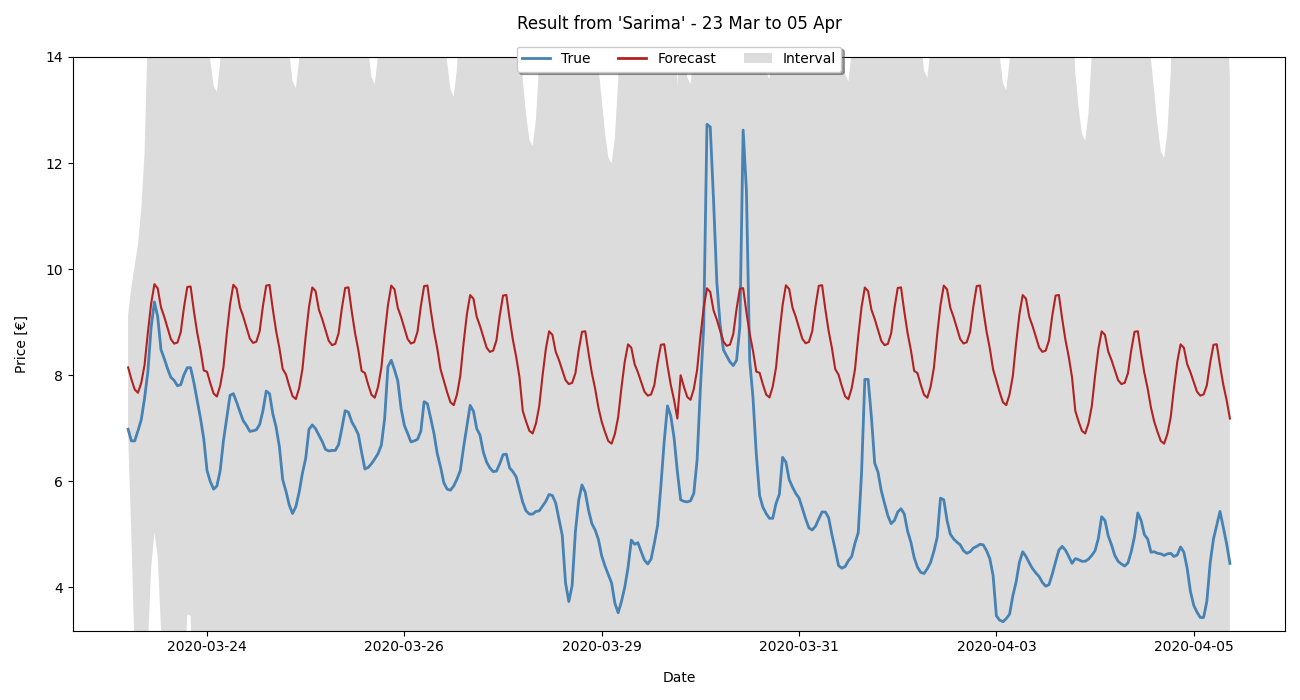 Result from 'Sarima' - 23 Mar to 05 Apr
True Forecast Interval
14
12
10
8
6
4
Price [€]
2020-03-24 2020-03-26 2020-03-29 2020-03-31 2020-04-03 2020-04-05
Date